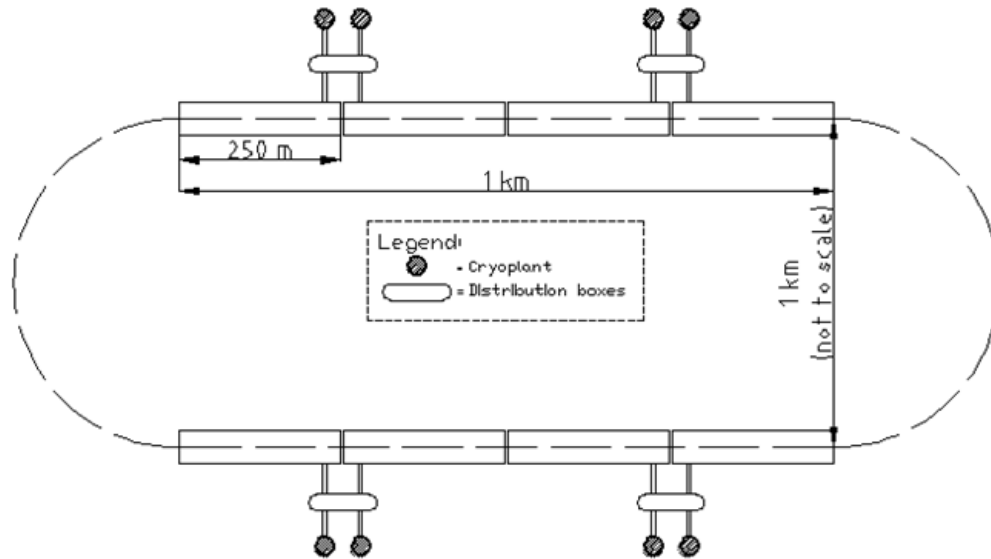 250 m
1 km
Legend:
- Cryoplant
= Distribution boxes
1 km
(not to scale)